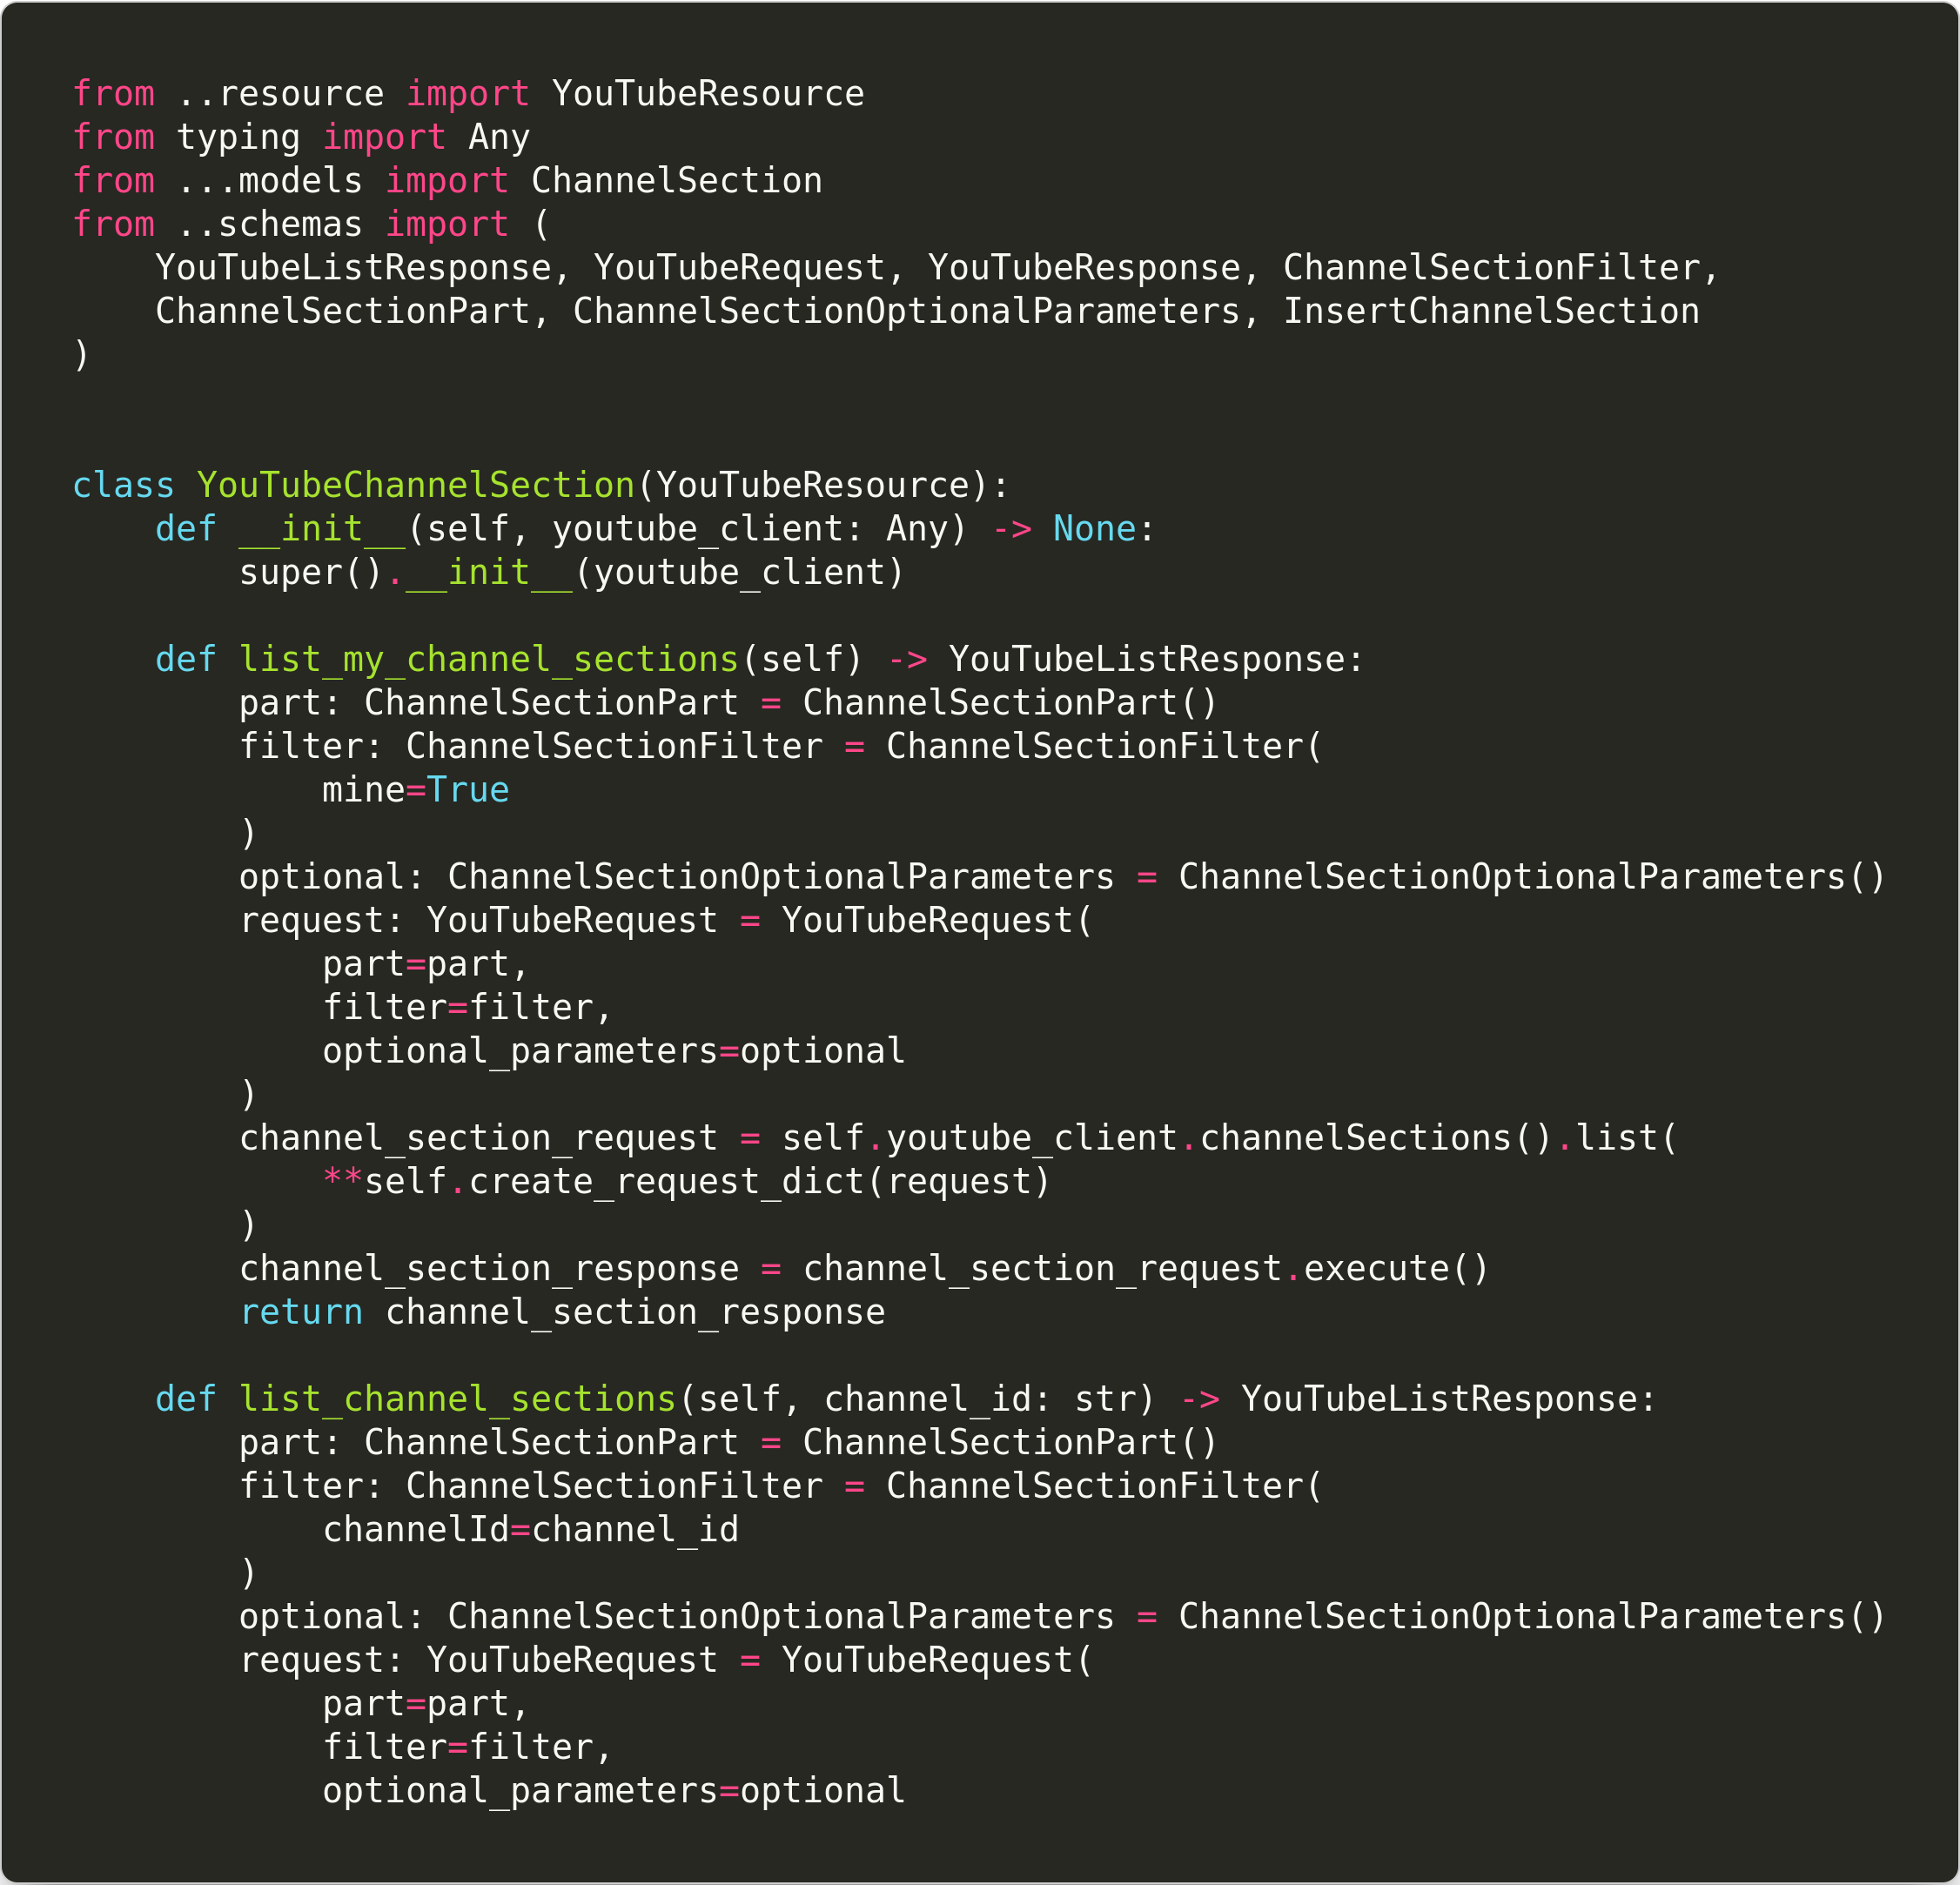 from ..resource import YouTubeResource
from typing import Any
from ...models import ChannelSection
from ..schemas import (
    YouTubeListResponse, YouTubeRequest, YouTubeResponse, ChannelSectionFilter,
    ChannelSectionPart, ChannelSectionOptionalParameters, InsertChannelSection
)


class YouTubeChannelSection(YouTubeResource):
    def __init__(self, youtube_client: Any) -> None:
        super().__init__(youtube_client)

    def list_my_channel_sections(self) -> YouTubeListResponse:
        part: ChannelSectionPart = ChannelSectionPart()
        filter: ChannelSectionFilter = ChannelSectionFilter(
            mine=True
        )
        optional: ChannelSectionOptionalParameters = ChannelSectionOptionalParameters()
        request: YouTubeRequest = YouTubeRequest(
            part=part,
            filter=filter,
            optional_parameters=optional
        )
        channel_section_request = self.youtube_client.channelSections().list(
            **self.create_request_dict(request)
        )
        channel_section_response = channel_section_request.execute()
        return channel_section_response

    def list_channel_sections(self, channel_id: str) -> YouTubeListResponse:
        part: ChannelSectionPart = ChannelSectionPart()
        filter: ChannelSectionFilter = ChannelSectionFilter(
            channelId=channel_id
        )
        optional: ChannelSectionOptionalParameters = ChannelSectionOptionalParameters()
        request: YouTubeRequest = YouTubeRequest(
            part=part,
            filter=filter,
            optional_parameters=optional